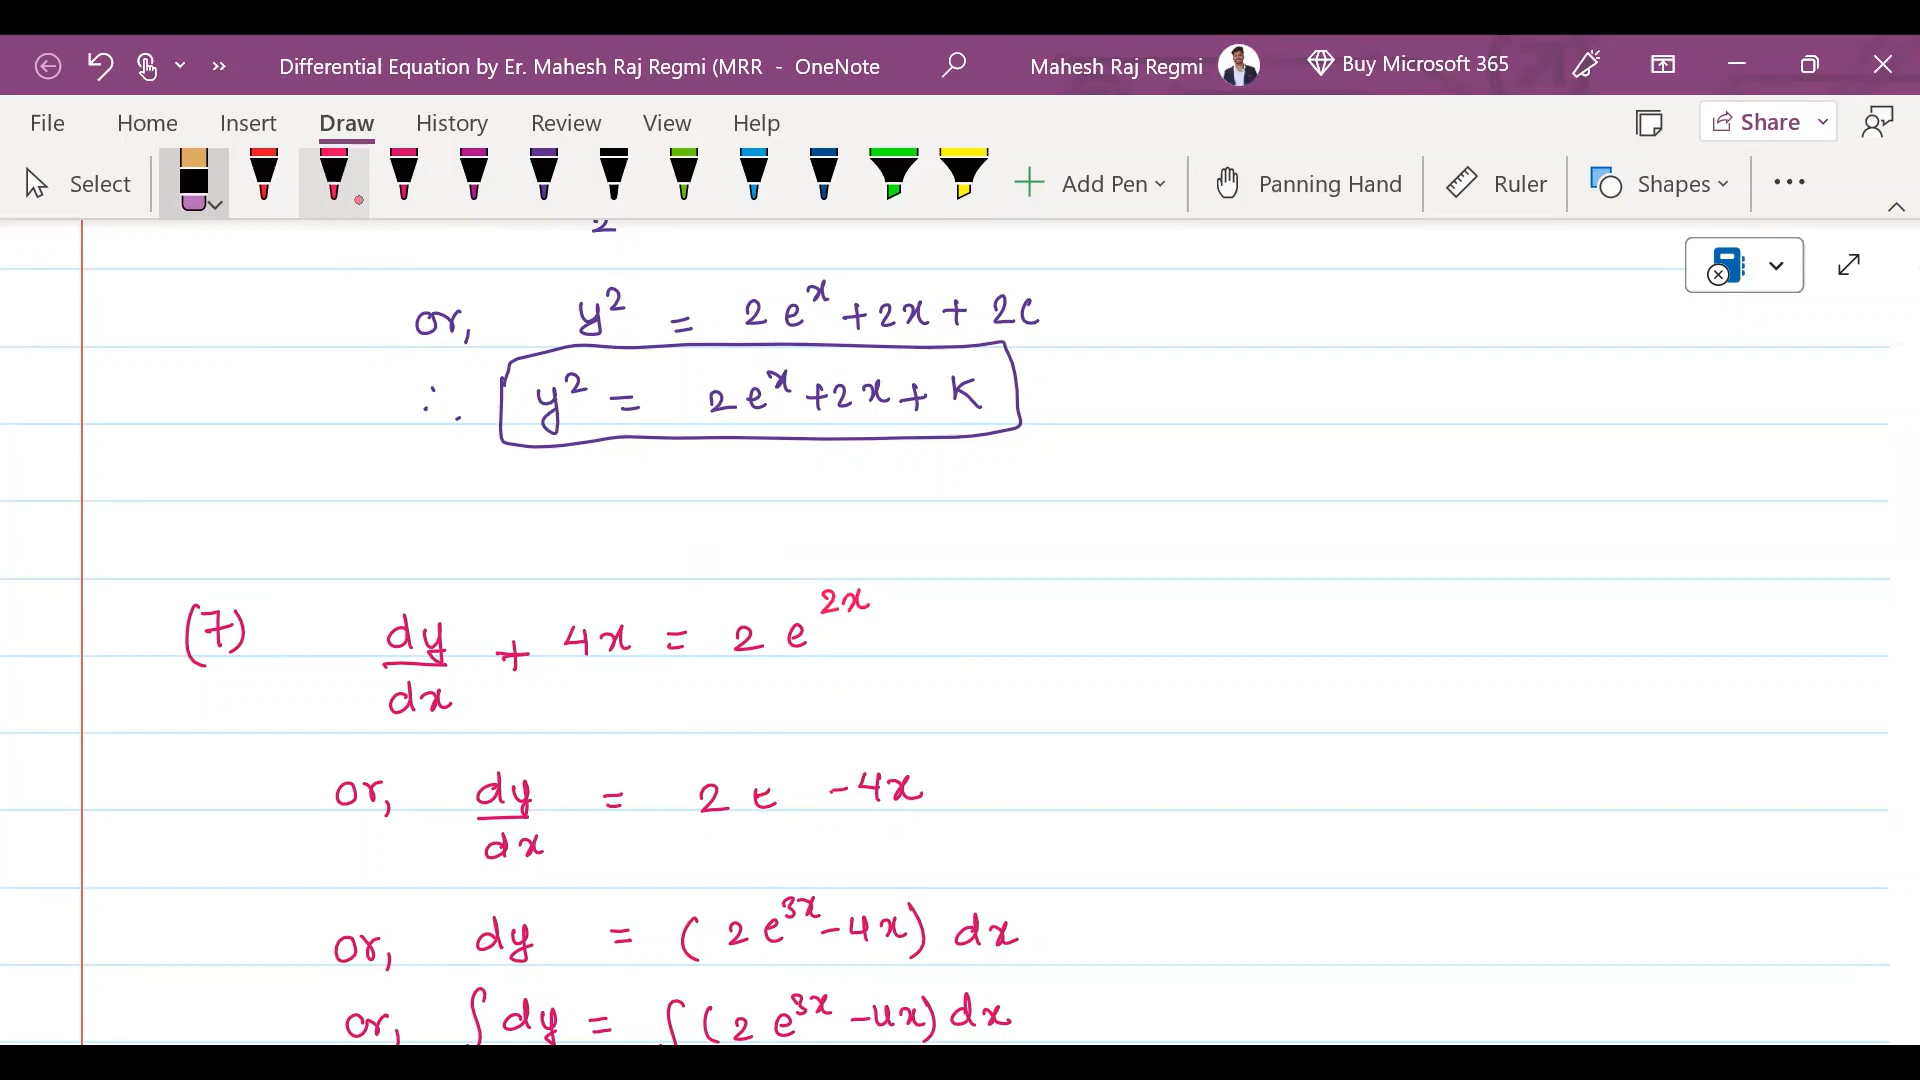 Differential Equation by Er. Mahesh Raj Regmi (MRR - OneNote Mahesh Raj Regmi Buy Microsoft 365
File Home Insert Draw History Review View Help Share
Select Add Pen Panning Hand Ruler Shapes
2
or, y² = 2e^x + 2x + 2c
∴ y² = 2e^x + 2x + K
(7) dy/dx + 4x = 2e^2x
or, dy/dx = 2e - 4x
or, dy = (2e^3x - 4x) dx
or, ∫dy = ∫(2e^3x - 4x) dx